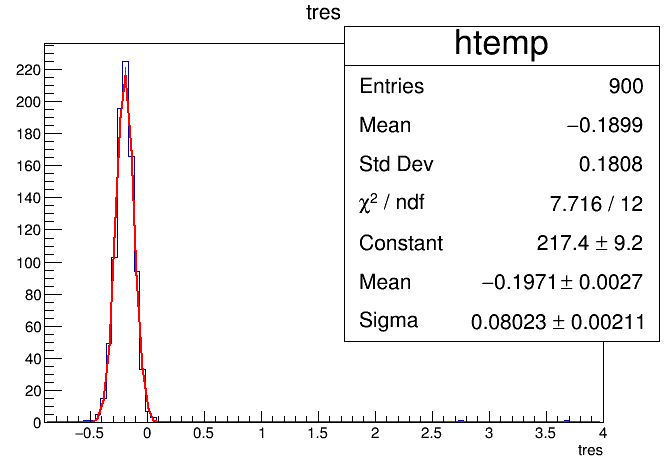 tres
htemp
Entries 900
Mean −0.1899
Std Dev 0.1808
χ² / ndf 7.716 / 12
Constant 217.4 ± 9.2
Mean −0.1971 ± 0.0027
Sigma 0.08023 ± 0.00211
220
200
180
160
140
120
100
80
60
40
20
0
−0.5 0 0.5 1 1.5 2 2.5 3 3.5 4
tres